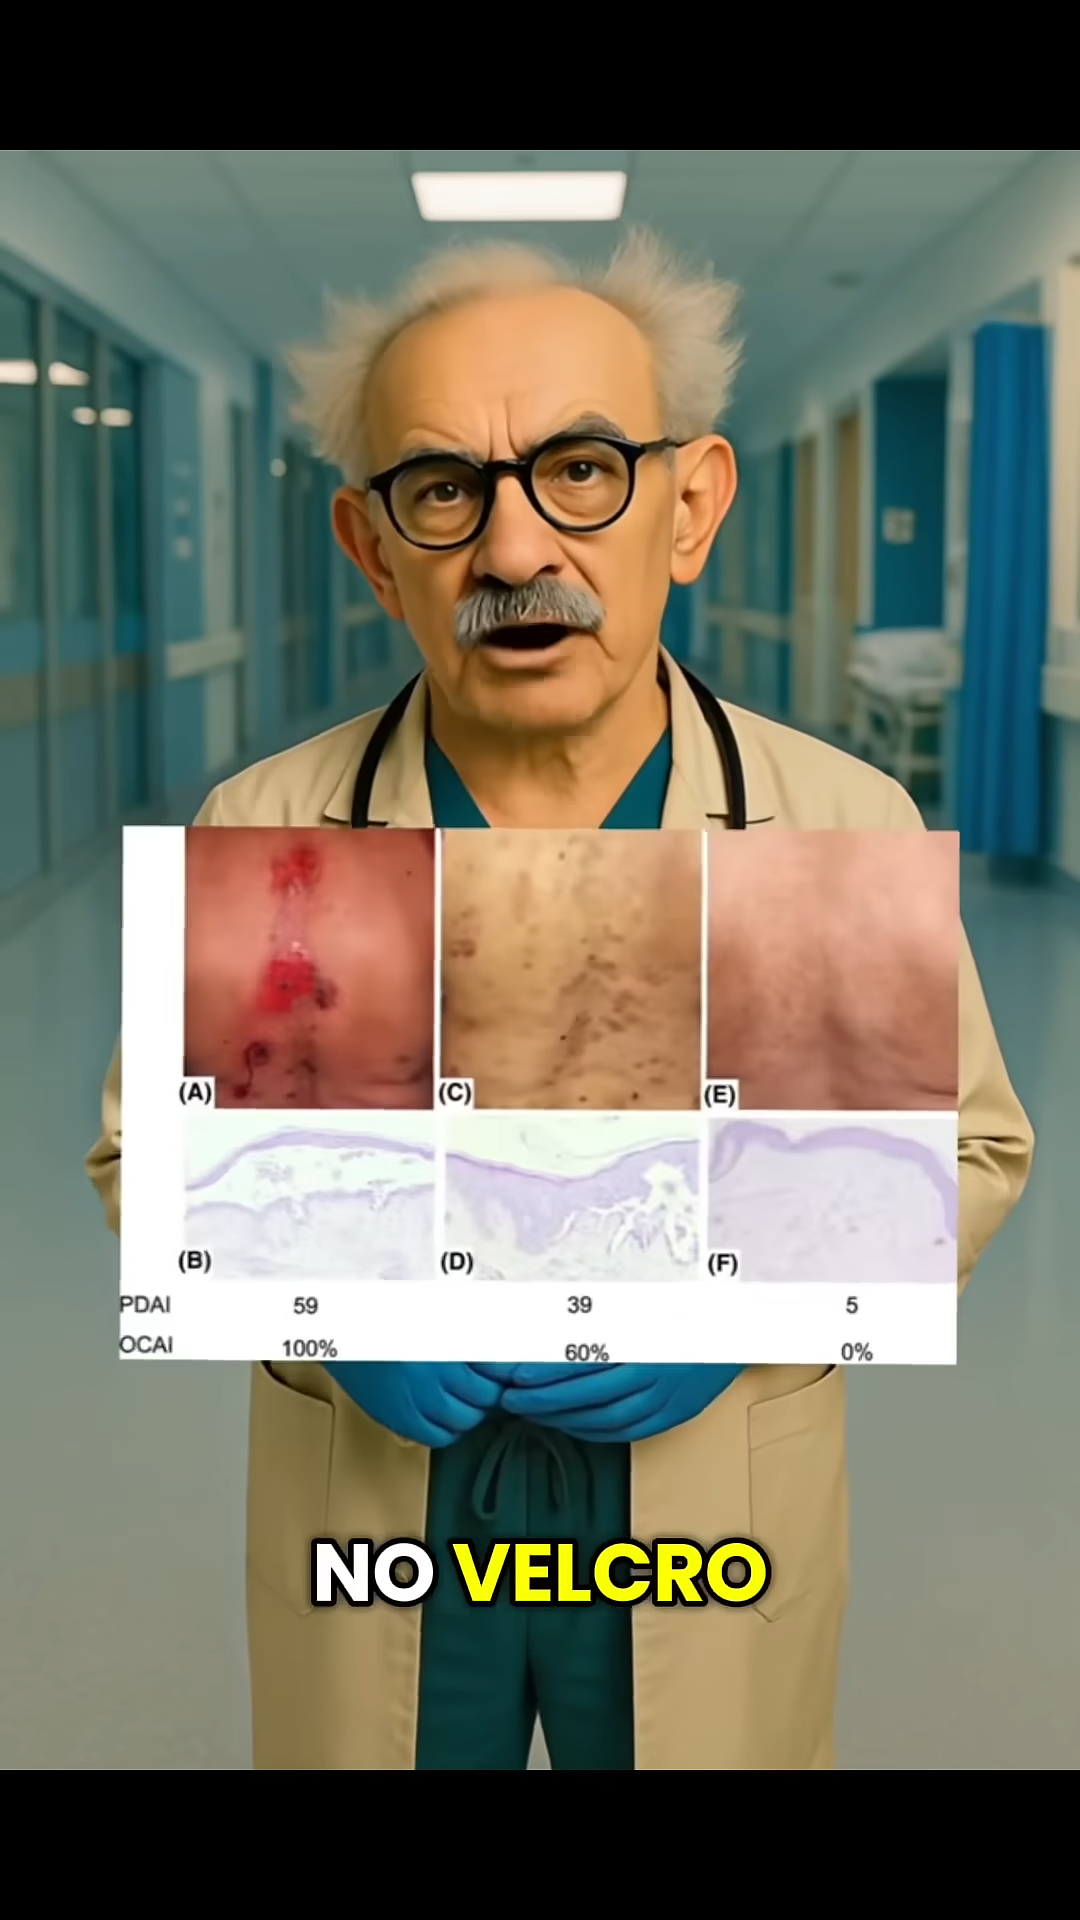 (A) (C) (E)
(B) (D) (F)
PDAI 59 39 5
OCAI 100% 60% 0%
NO VELCRO